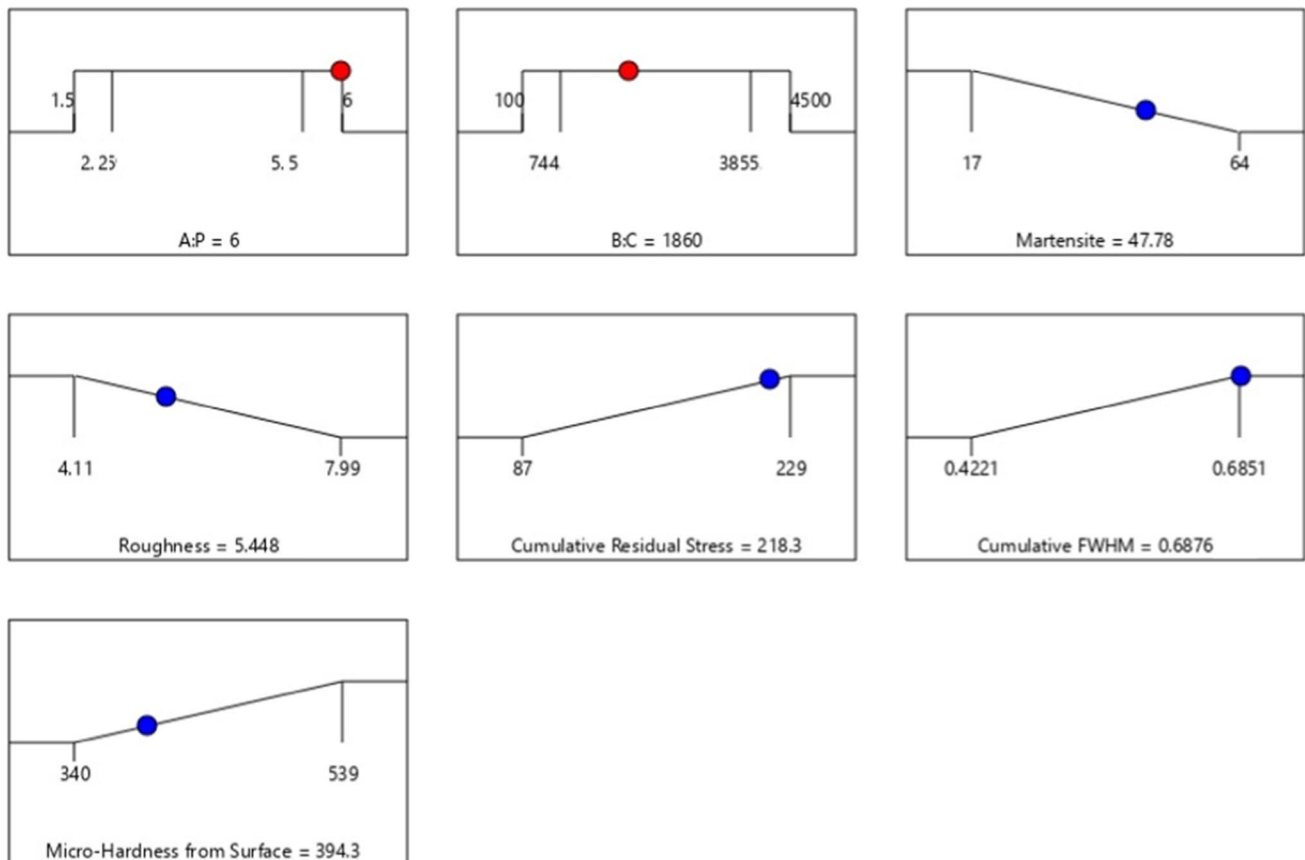 1.5 6
2.25 5.5
A:P = 6
100 4500
744 3855
B:C = 1860
17 64
Martensite = 47.78
4.11 7.99
Roughness = 5.448
87 229
Cumulative Residual Stress = 218.3
0.4221 0.6851
Cumulative FWHM = 0.6876
340 539
Micro-Hardness from Surface = 394.3